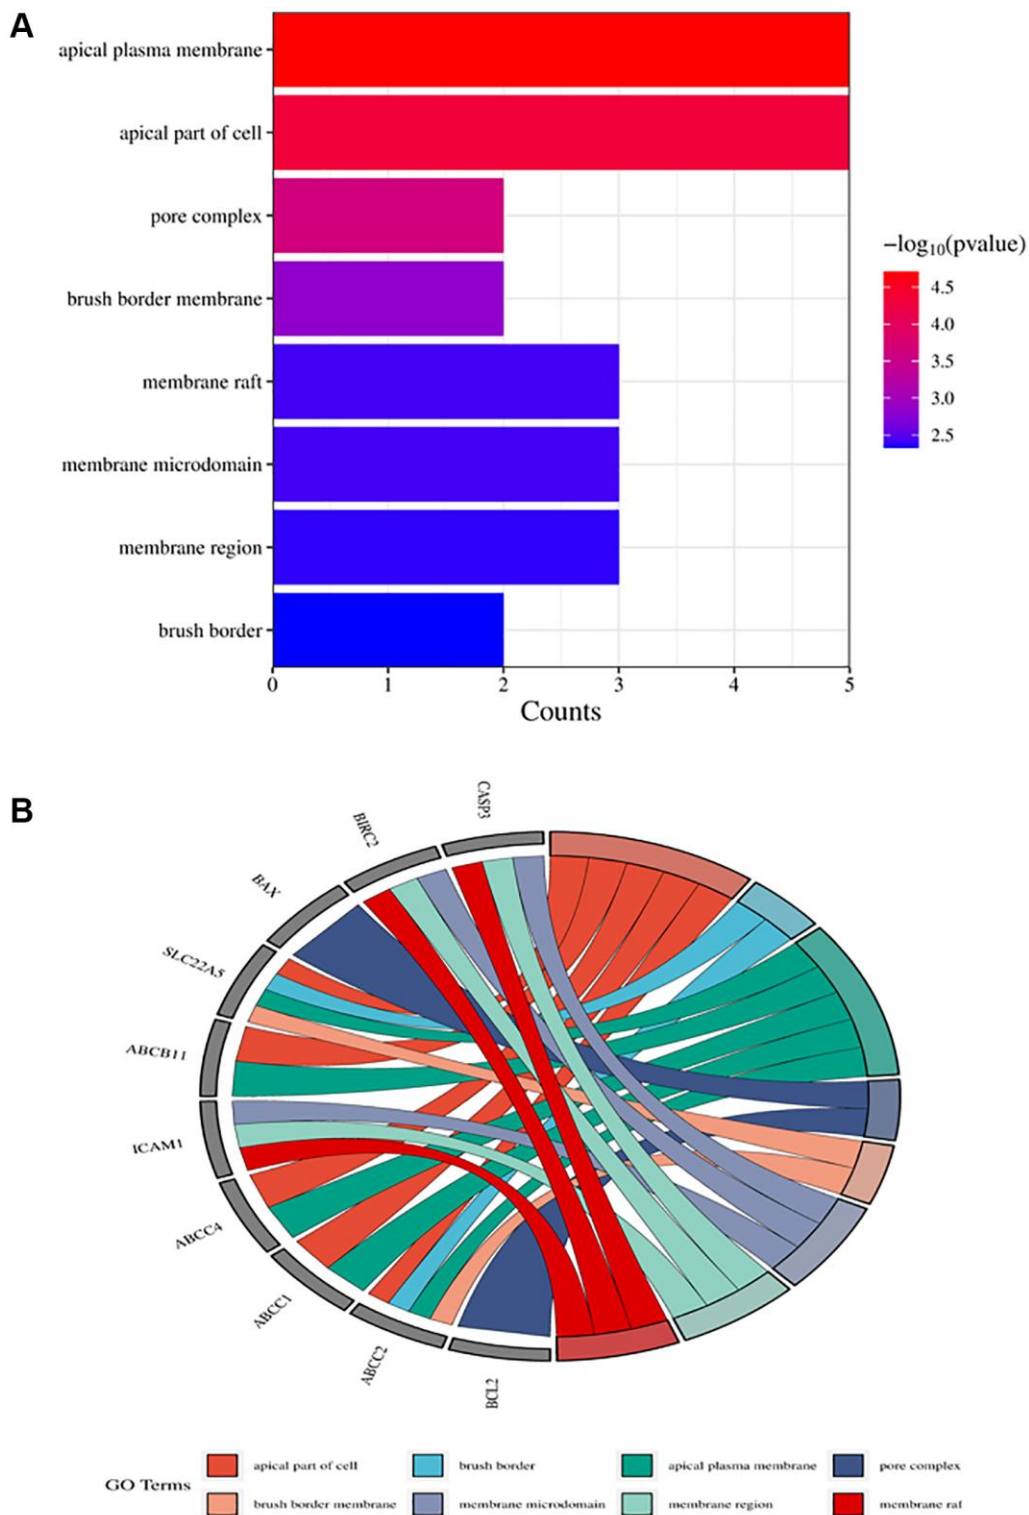 A
apical plasma membrane
apical part of cell
pore complex
brush border membrane
membrane raft
membrane microdomain
membrane region
brush border
0 1 2 3 4 5
Counts
−log₁₀(pvalue)
4.5
4.0
3.5
3.0
2.5
B
CASP3
BIRC2
BAX
SLC22A5
ABCB11
ICAM1
ABCC4
ABCC1
ABCC2
BCL2
GO Terms
apical part of cell brush border apical plasma membrane pore complex
brush border membrane membrane microdomain membrane region membrane raf